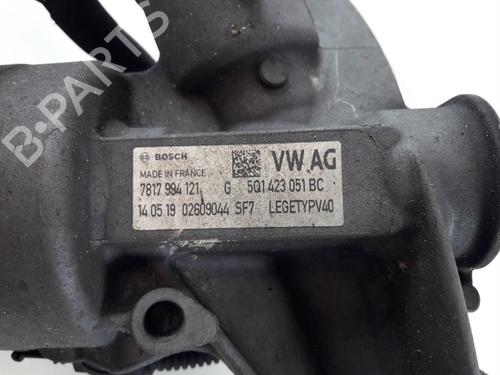 B-PARTS
BOSCH
VW AG
MADE IN FRANCE
7817 994 121 G 5Q1 423 051 BC
14.05.19 02609044 SF7 LEGETYPV40